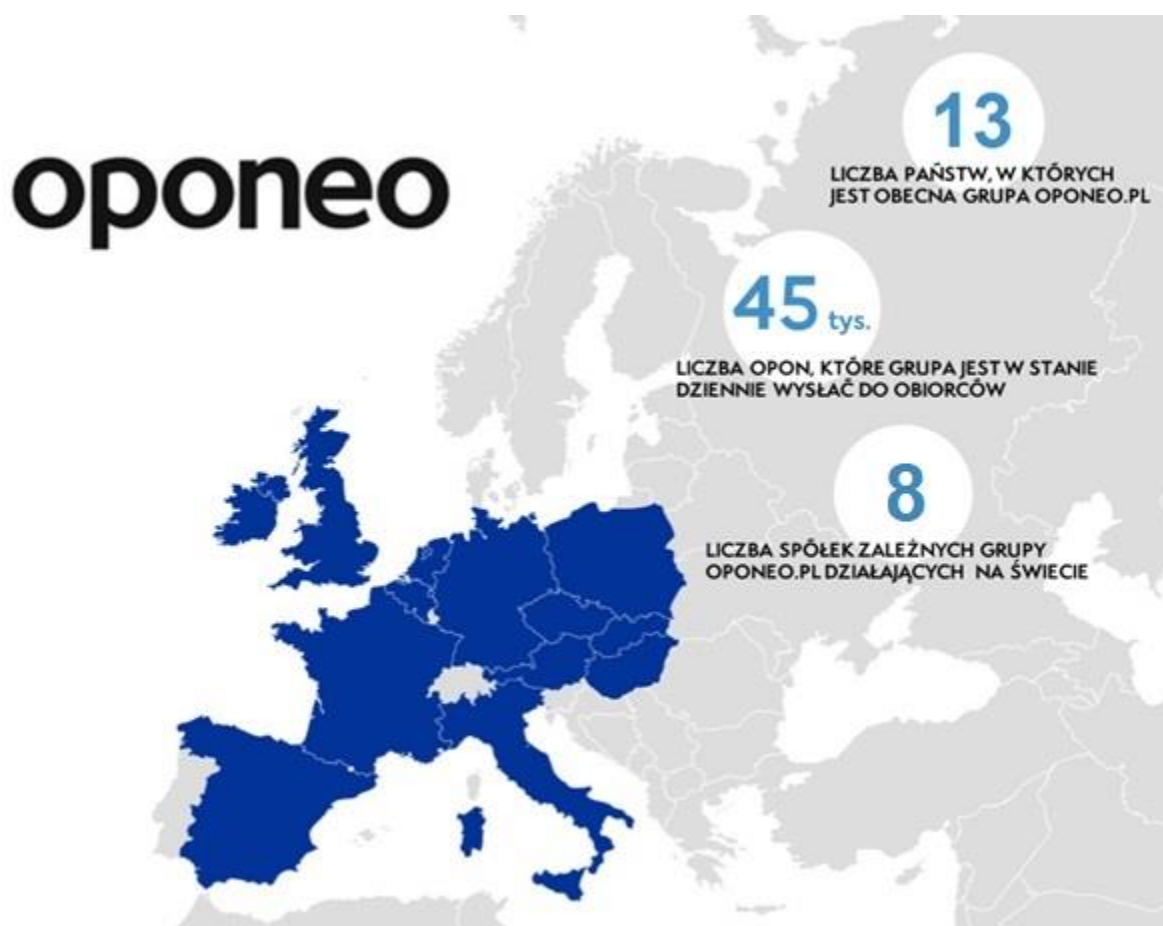 oponeo
13
LICZBA PAŃSTW, W KTÓRYCH
JEST OBECNA GRUPA OPONEO.PL
45 tys.
LICZBA OPON, KTÓRE GRUPA JEST W STANIE
DZIENNIE WYSŁAĆ DO OBIORCÓW
8
LICZBA SPÓŁEK ZALEŻNYCH GRUPY
OPONEO.PL DZIAŁAJĄCYCH NA ŚWIECIE